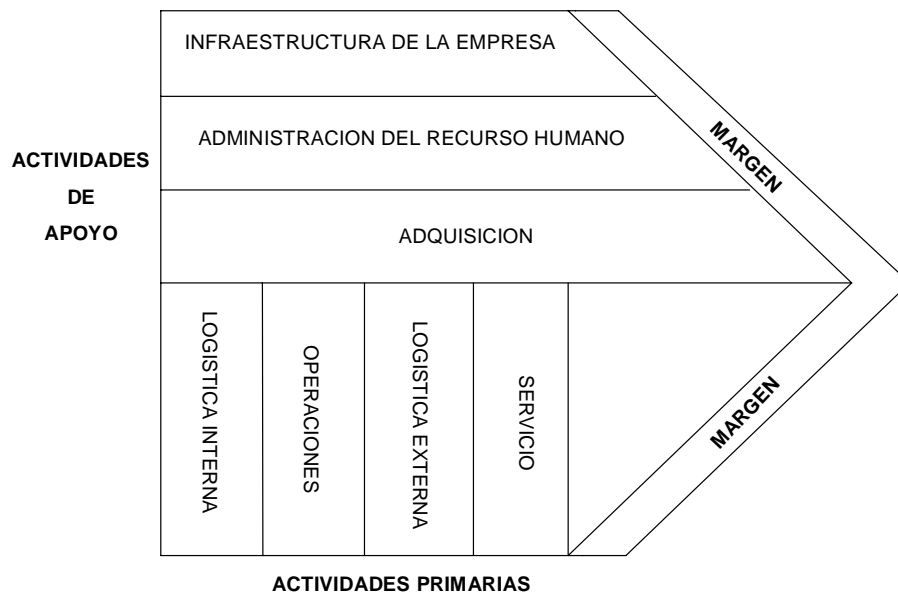 INFRAESTRUCTURA DE LA EMPRESA
ADMINISTRACION DEL RECURSO HUMANO
ACTIVIDADES
DE
APOYO
ADQUISICION
MARGEN
LOGISTICA INTERNA
OPERACIONES
LOGISTICA EXTERNA
SERVICIO
MARGEN
ACTIVIDADES PRIMARIAS